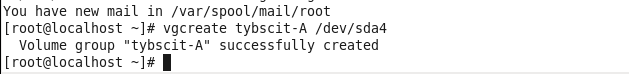 You have new mail in /var/spool/mail/root
[root@localhost ~]# vgcreate tybscit-A /dev/sda4
  Volume group "tybscit-A" successfully created
[root@localhost ~]#